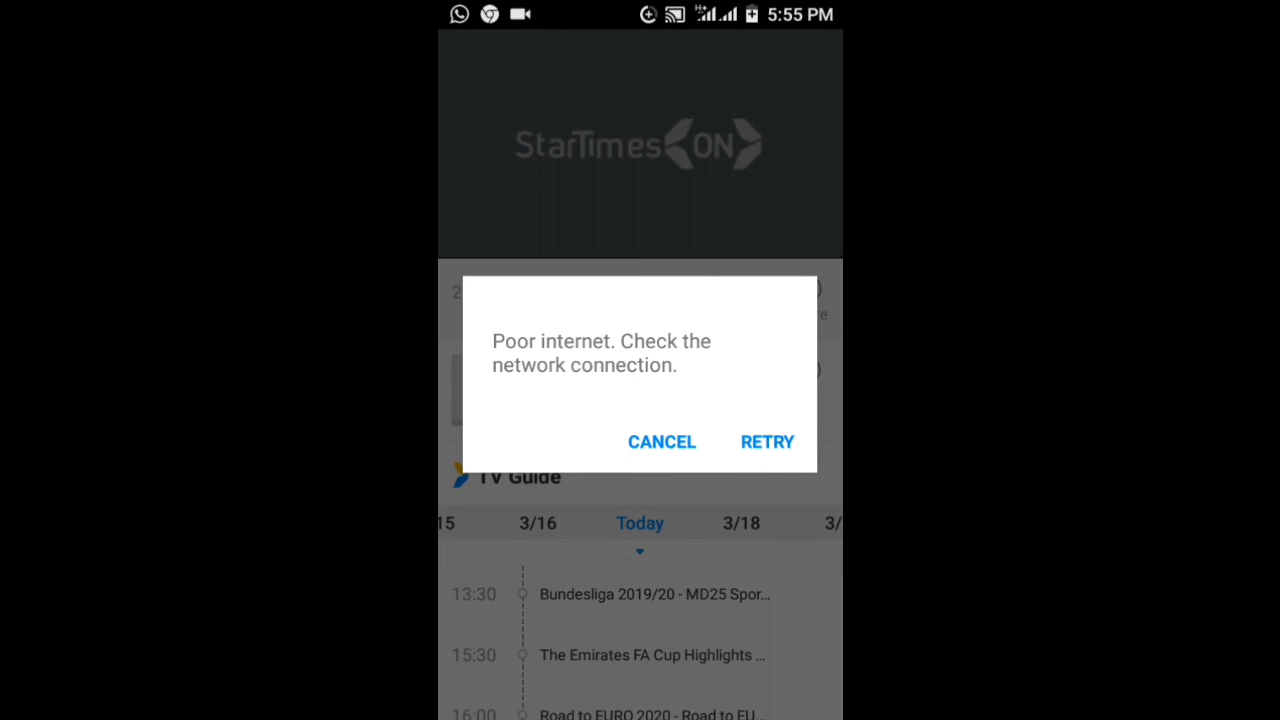 H+ 5:55 PM
StarTimes ON
2
re
Poor internet. Check the
network connection.
CANCEL RETRY
TV Guide
15 3/16 Today 3/18 3/
13:30 Bundesliga 2019/20 - MD25 Spor...
15:30 The Emirates FA Cup Highlights ...
16:00 Road to EURO 2020 - Road to EU...